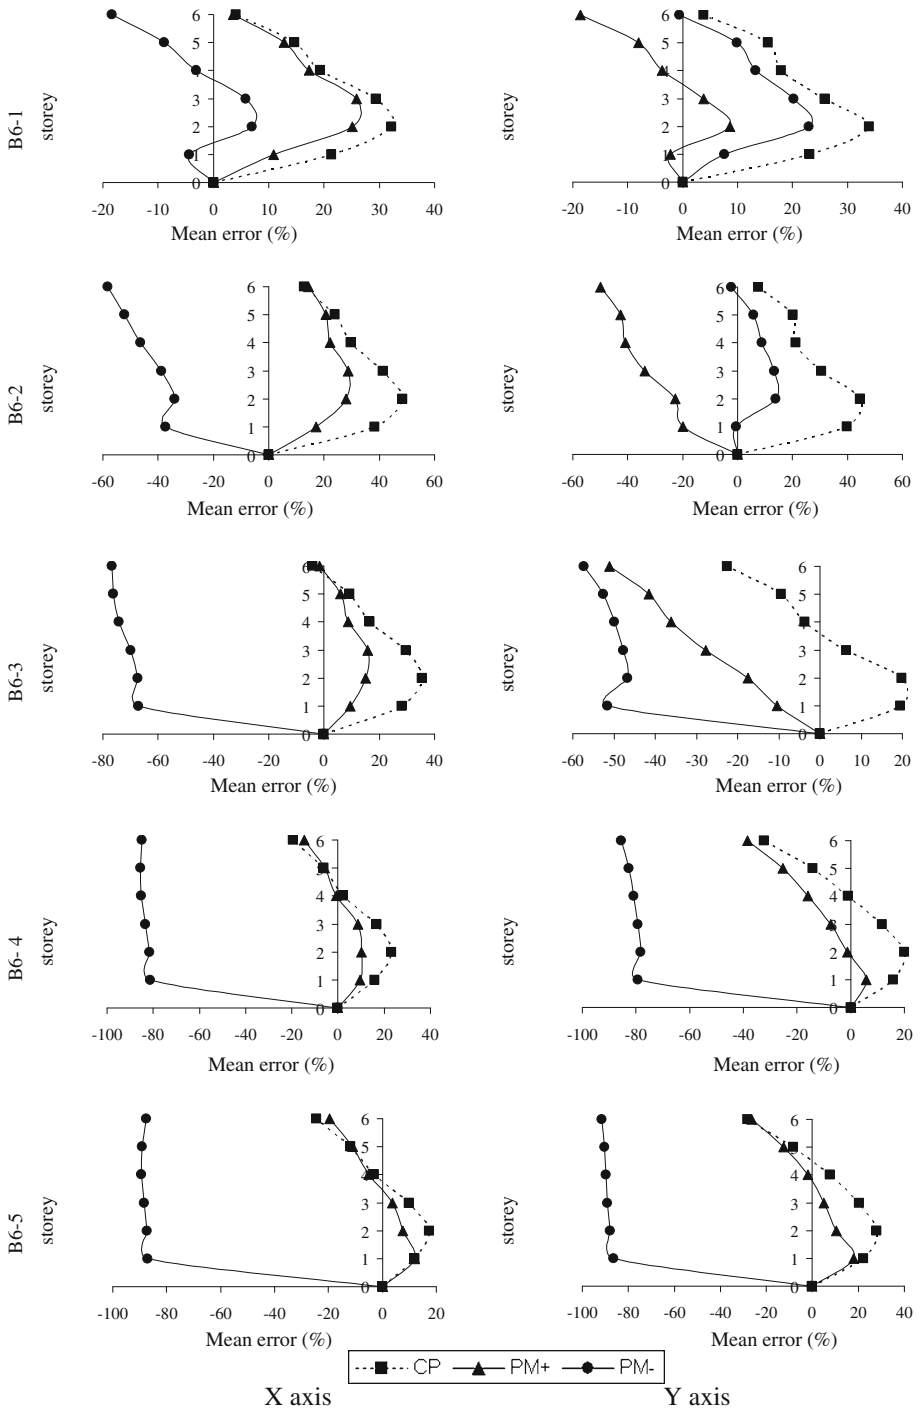 B6-1
storey
6
5
4
3
2
1
0
-20 -10 0 10 20 30 40
Mean error (%)
storey
6
5
4
3
2
1
0
-20 -10 0 10 20 30 40
Mean error (%)
B6-2
storey
6
5
4
3
2
1
0
-60 -40 -20 0 20 40 60
Mean error (%)
storey
6
5
4
3
2
1
0
-60 -40 -20 0 20 40 60
Mean error (%)
B6-3
storey
6
5
4
3
2
1
0
-80 -60 -40 -20 0 20 40
Mean error (%)
storey
6
5
4
3
2
1
0
-60 -50 -40 -30 -20 -10 0 10 20
Mean error (%)
B6- 4
storey
6
5
4
3
2
1
0
-100 -80 -60 -40 -20 0 20 40
Mean error (%)
storey
6
5
4
3
2
1
0
-100 -80 -60 -40 -20 0 20
Mean error (%)
B6-5
storey
6
5
4
3
2
1
0
-100 -80 -60 -40 -20 0 20
Mean error (%)
storey
6
5
4
3
2
1
0
-100 -80 -60 -40 -20 0 20 40
Mean error (%)
CP PM+ PM-
X axis Y axis